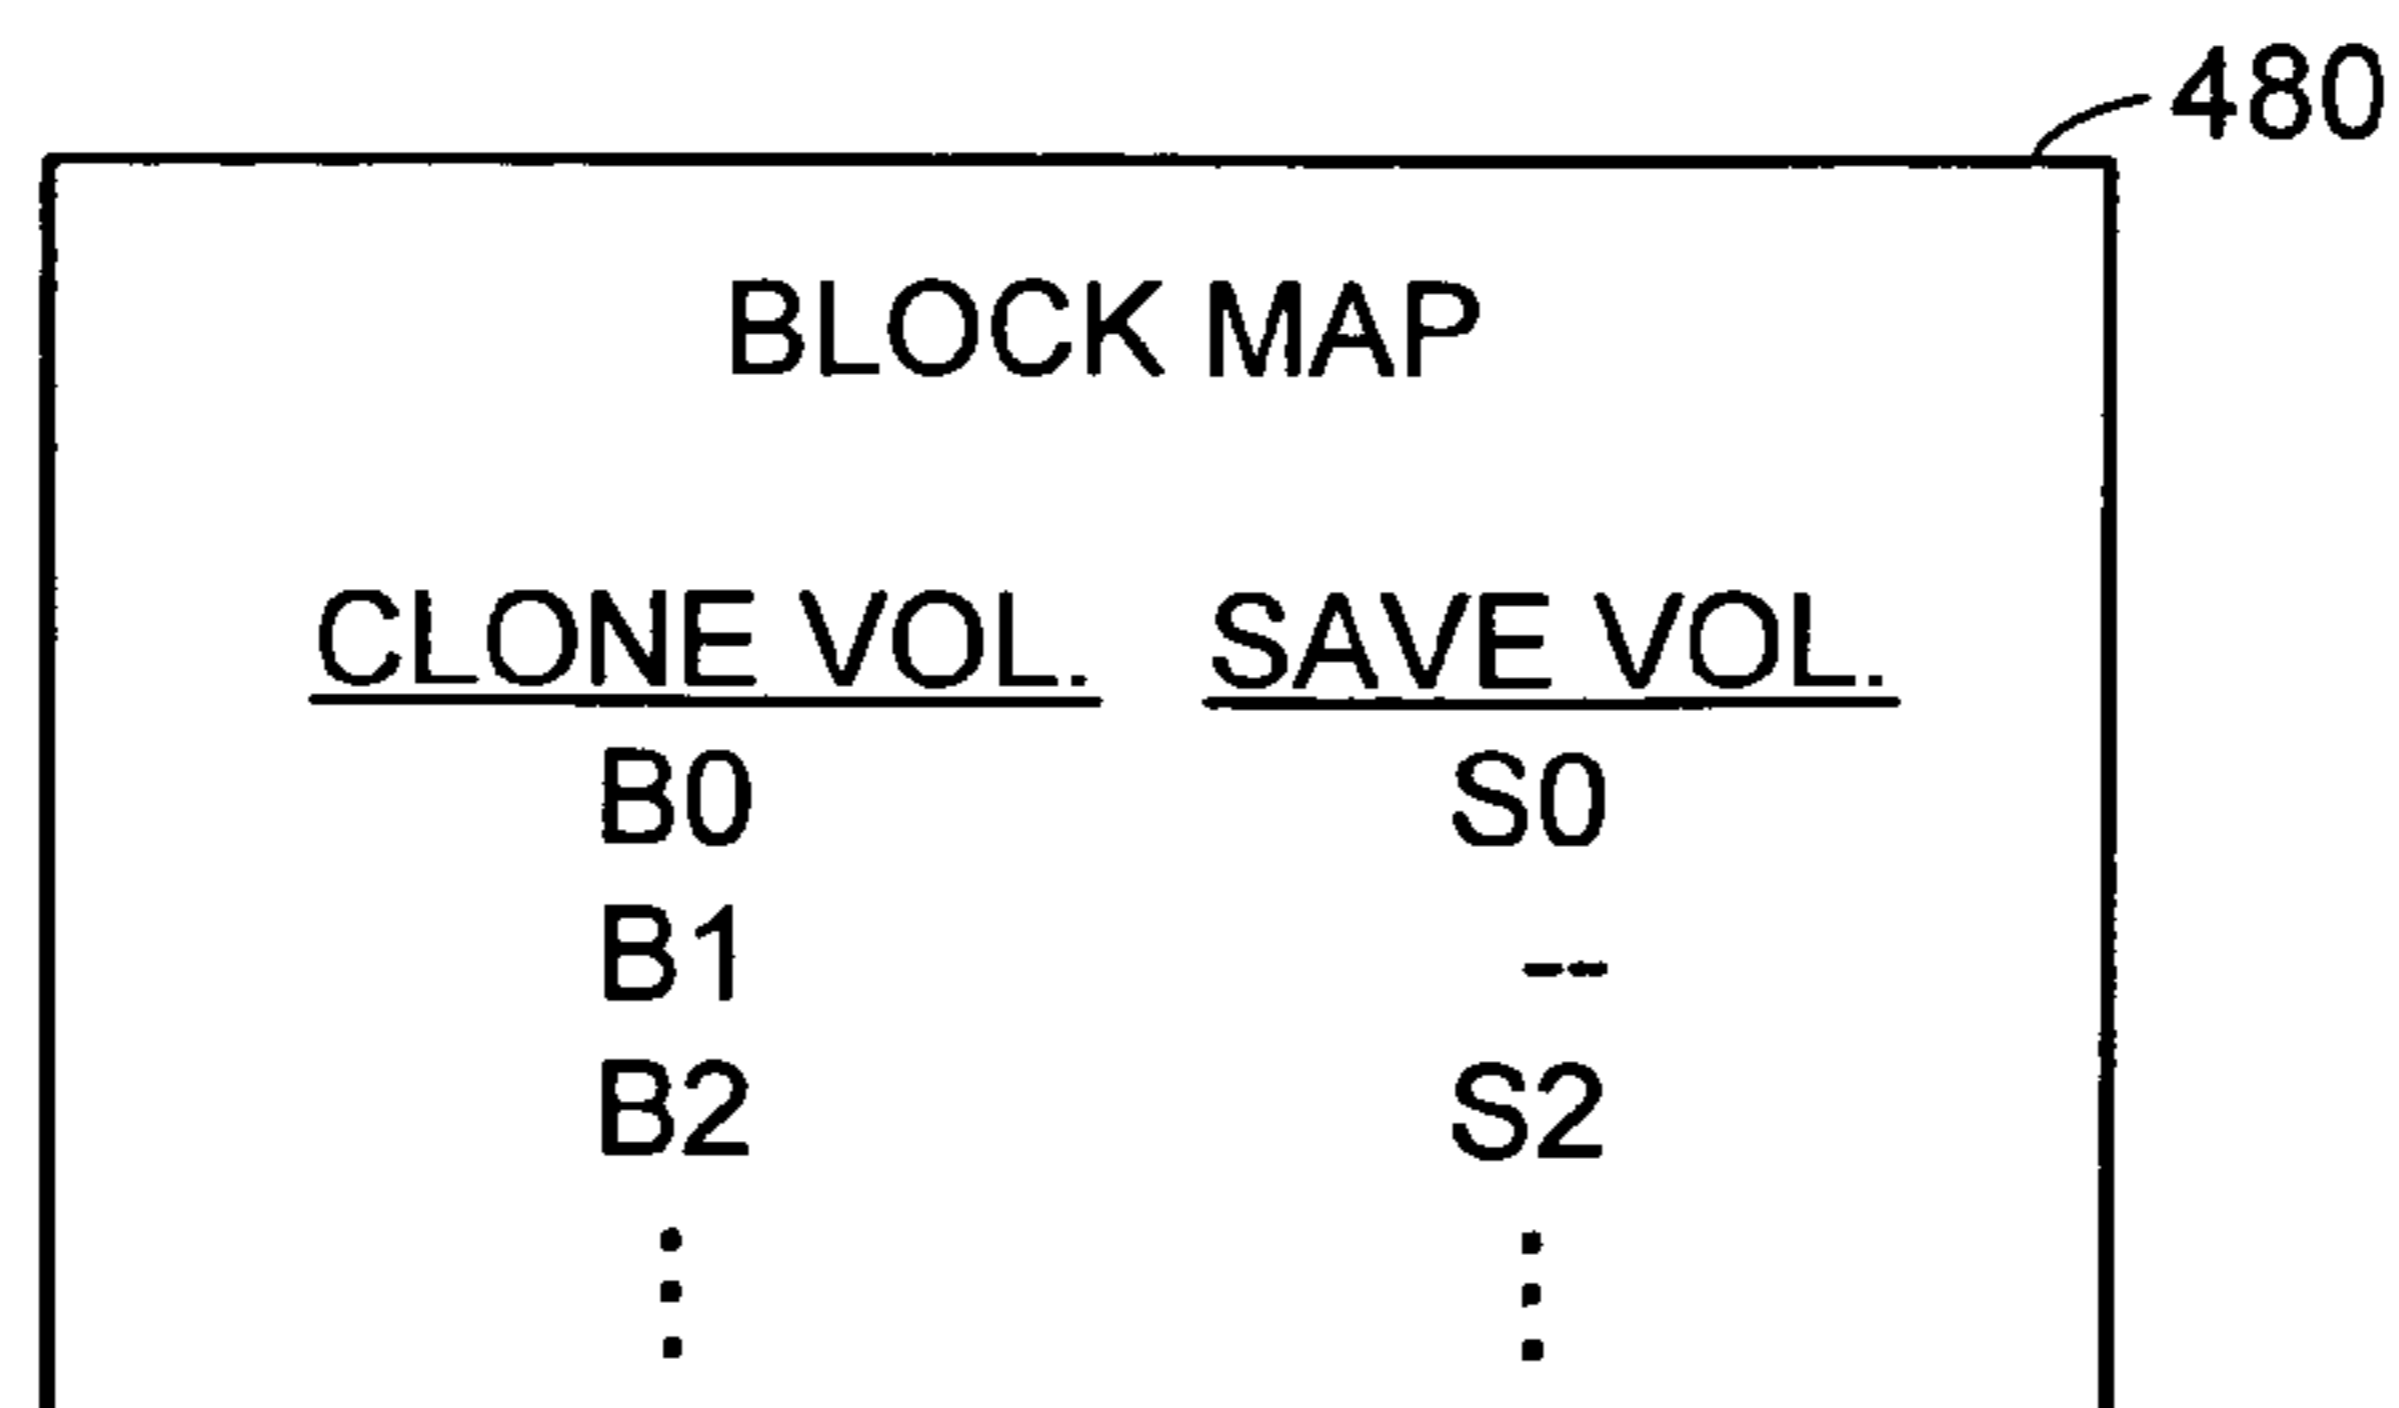 480
BLOCK MAP
CLONE VOL. SAVE VOL.
B0 S0
B1 --
B2 S2